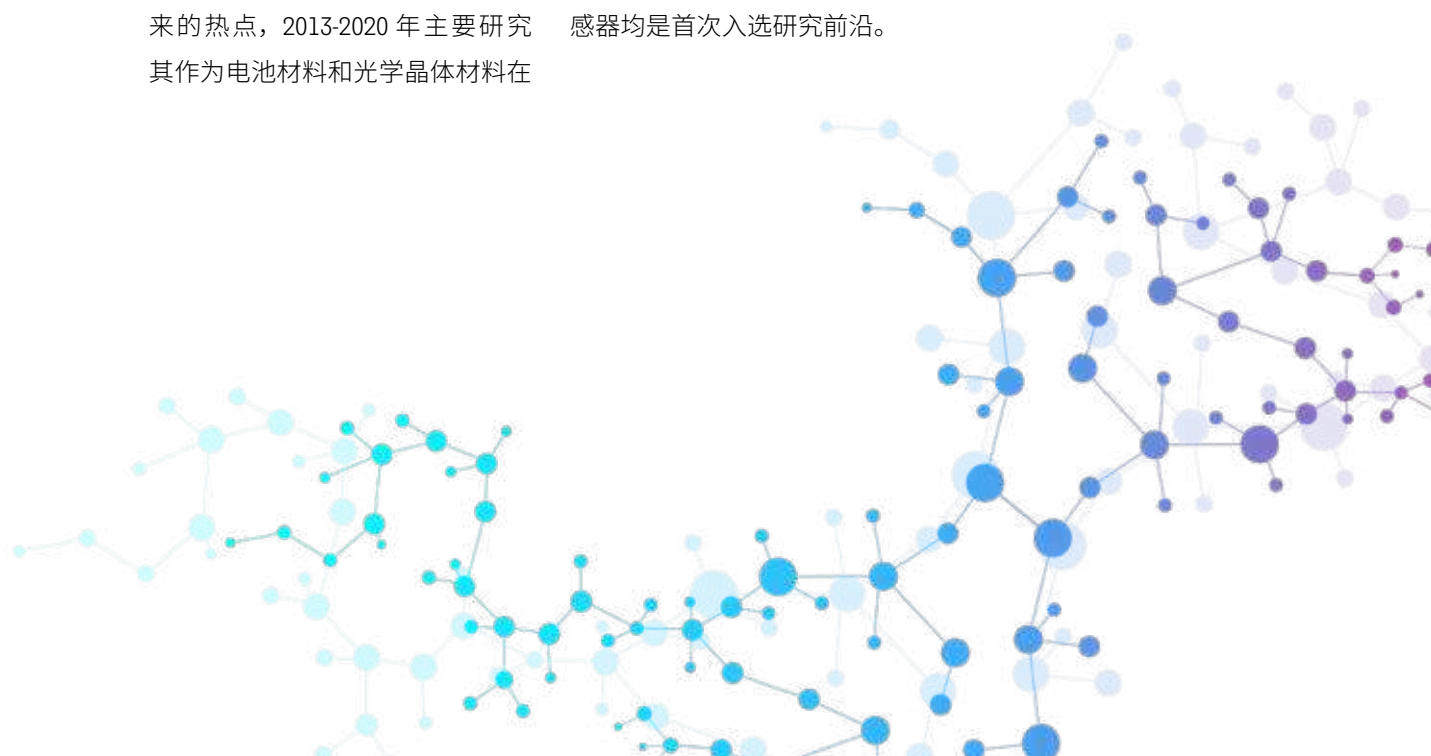 来的热点，2013-2020 年主要研究
其作为电池材料和光学晶体材料在
感器均是首次入选研究前沿。